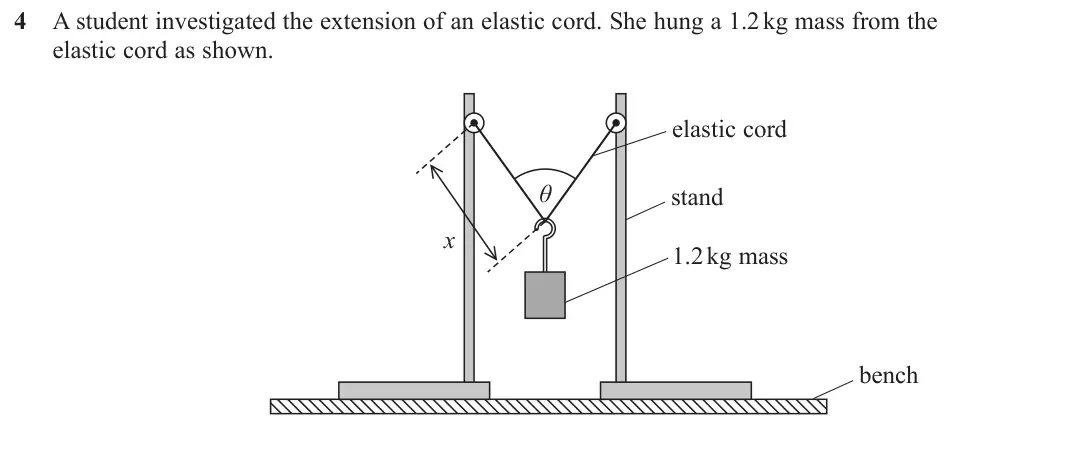 4 A student investigated the extension of an elastic cord. She hung a 1.2 kg mass from the
elastic cord as shown.
elastic cord
θ
stand
x
1.2 kg mass
bench